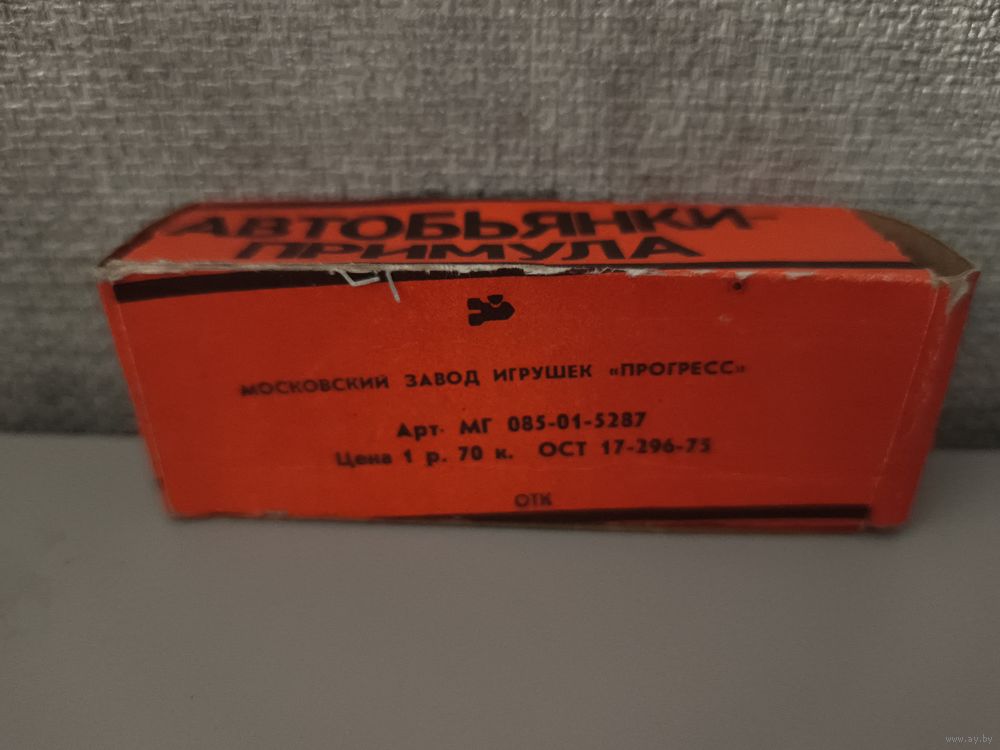 АВТОБЬЯНКИ-
ПРИМУЛА
МОСКОВСКИЙ ЗАВОД ИГРУШЕК «ПРОГРЕСС»
Арт. МГ 085-01-5287
Цена 1 р. 70 к. ОСТ 17-296-75
ОТК
www.ay.by